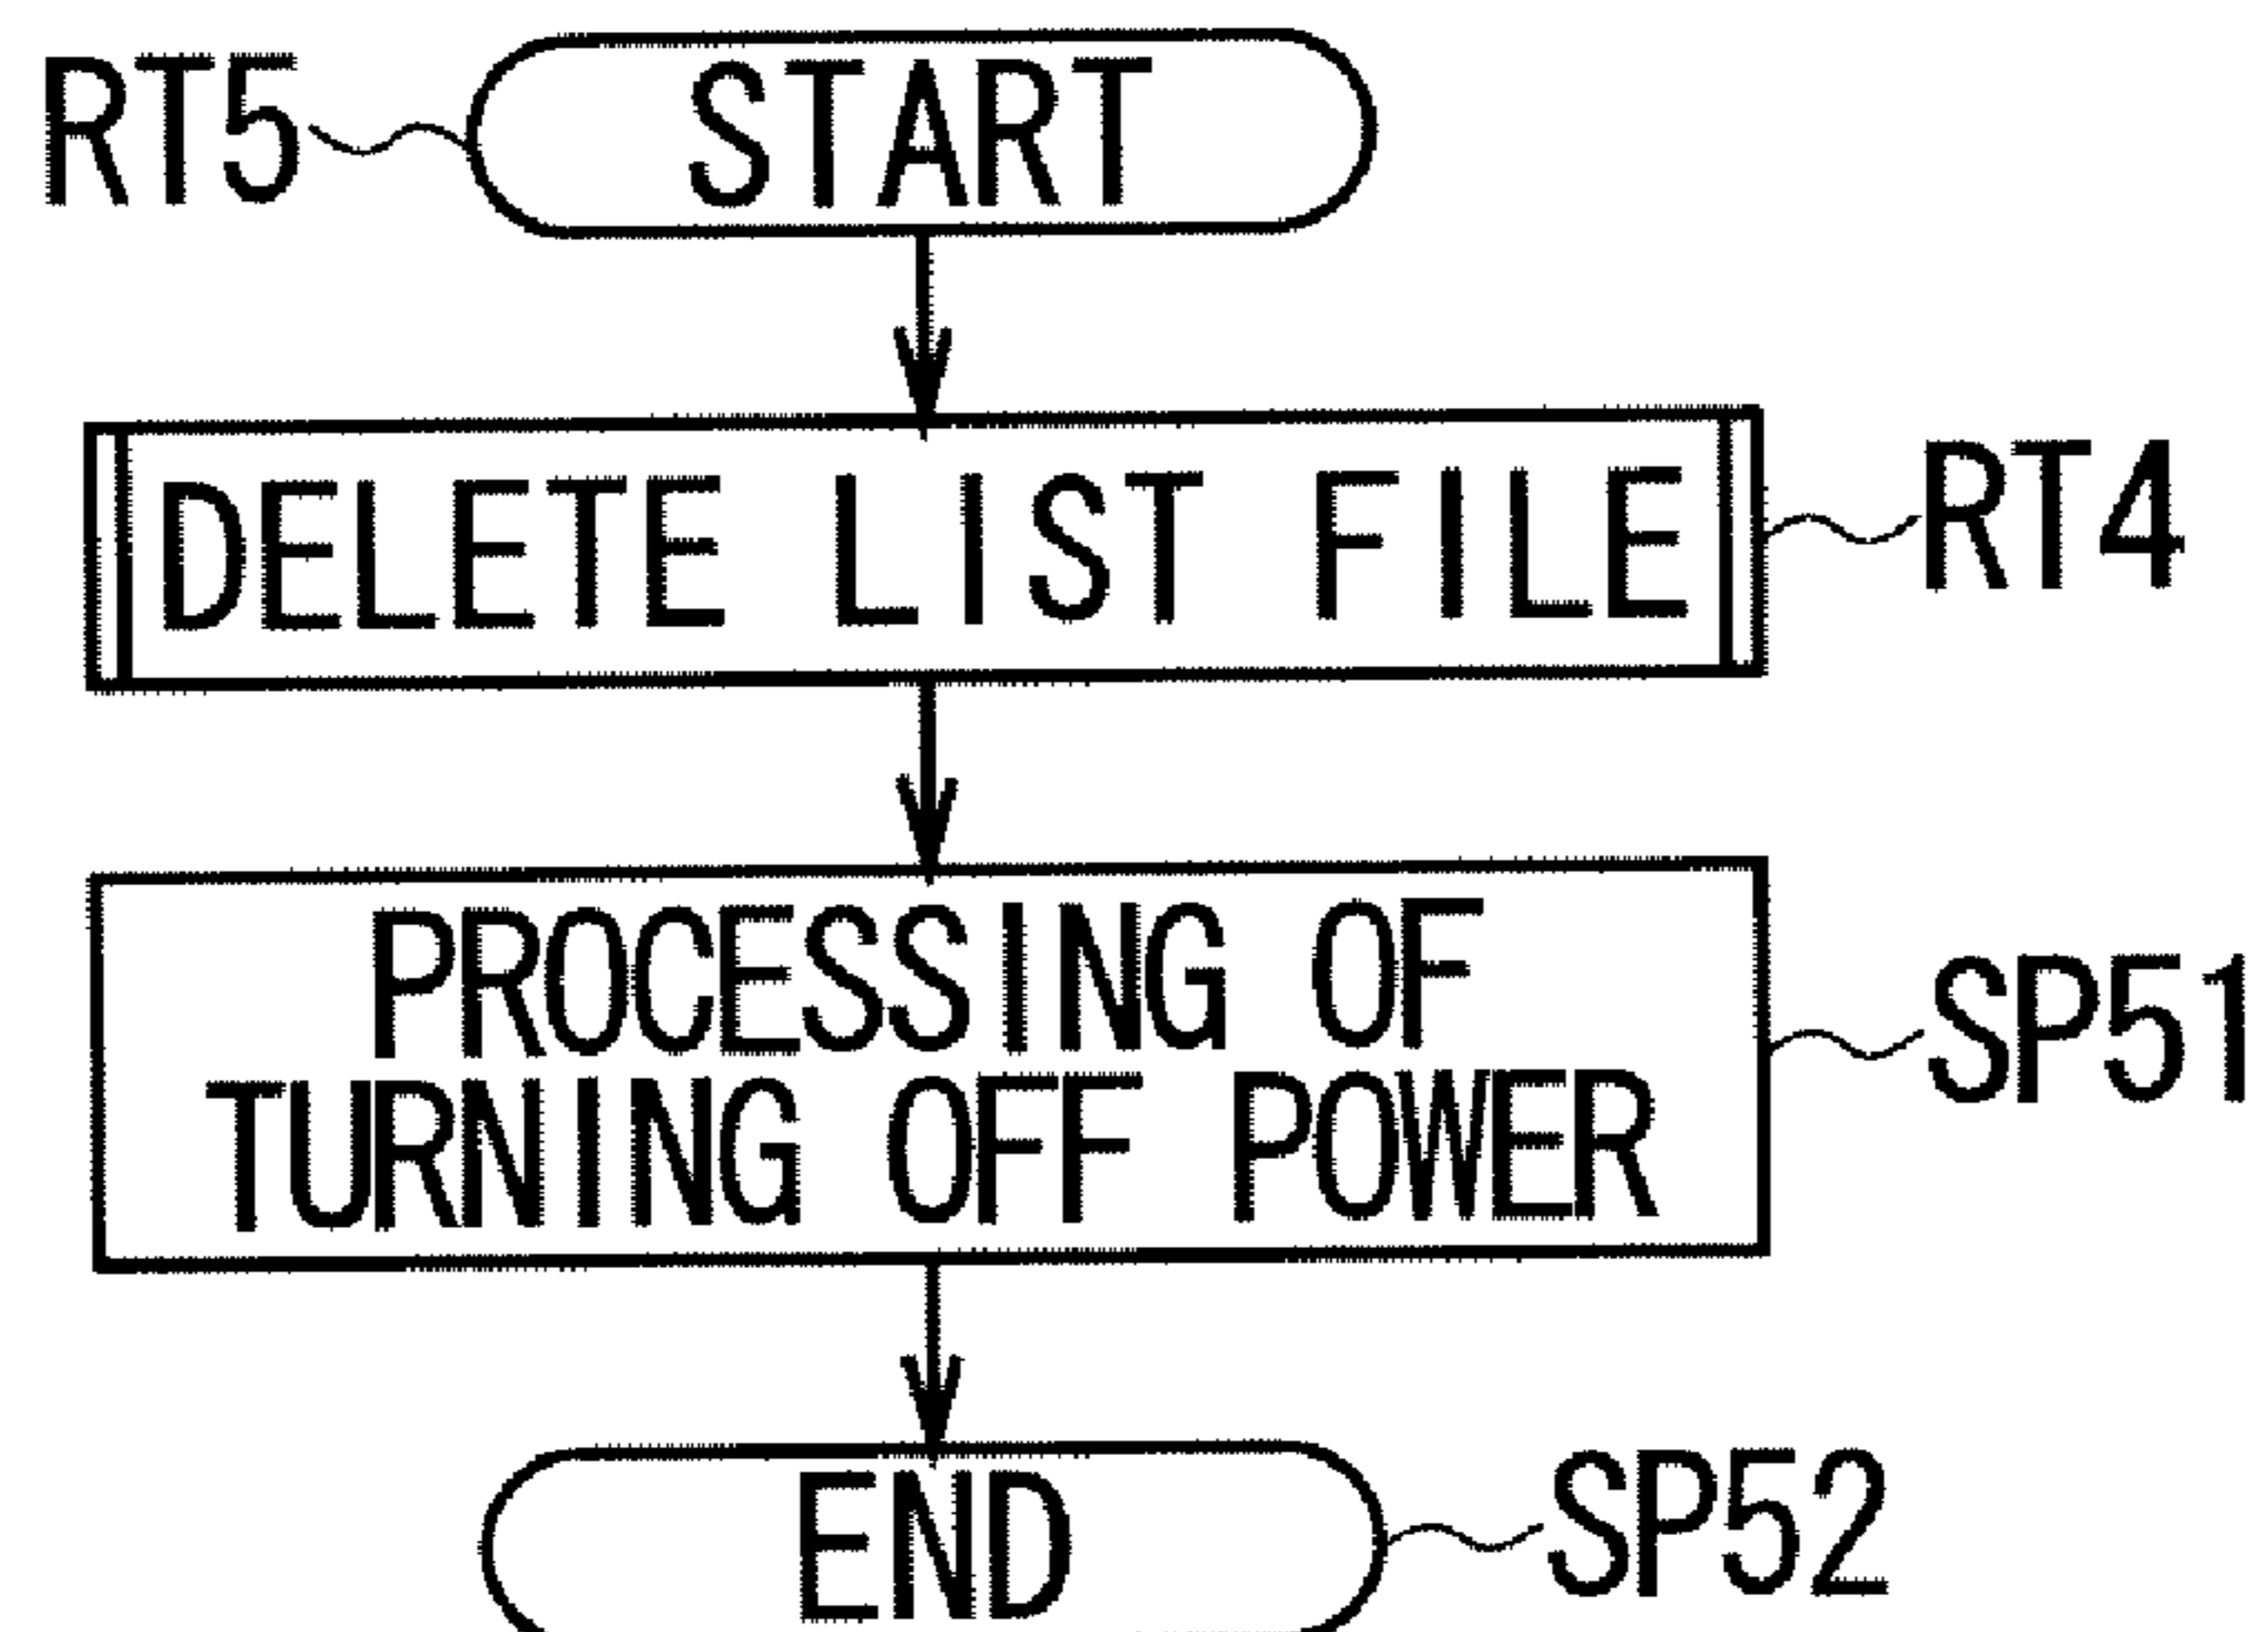 RT5 START
DELETE LIST FILE RT4
PROCESSING OF
TURNING OFF POWER
SP51
END SP52